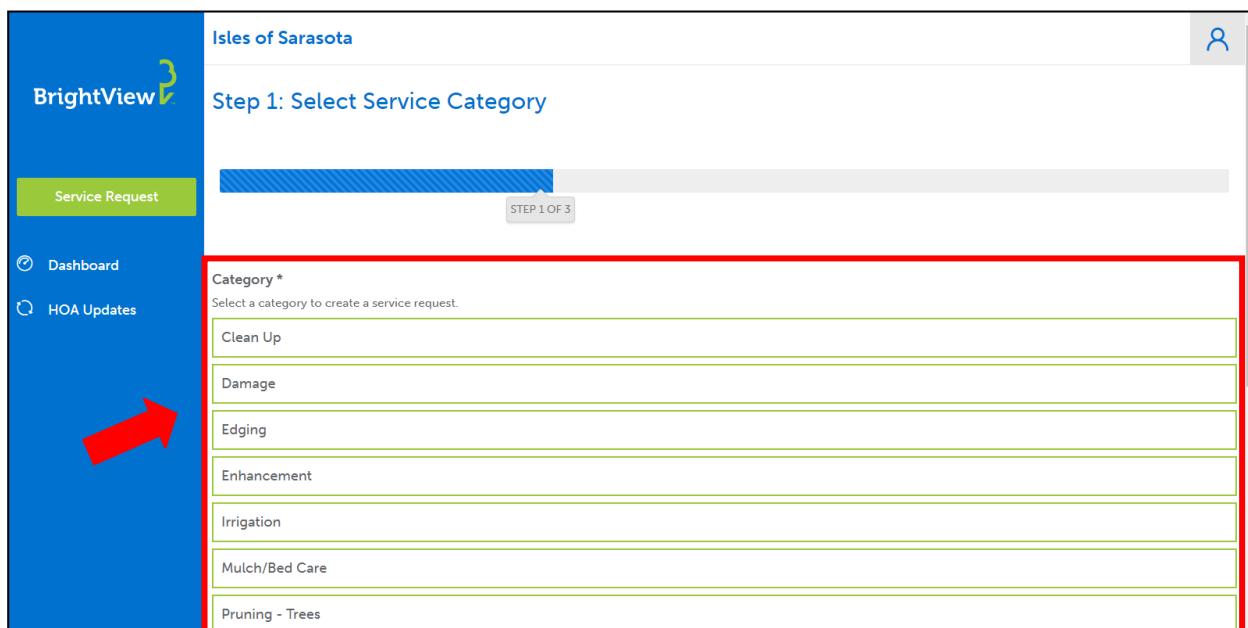 BrightView
Service Request
Dashboard
HOA Updates
Isles of Sarasota
Step 1: Select Service Category
STEP 1 OF 3
Category *
Select a category to create a service request.
Clean Up
Damage
Edging
Enhancement
Irrigation
Mulch/Bed Care
Pruning - Trees